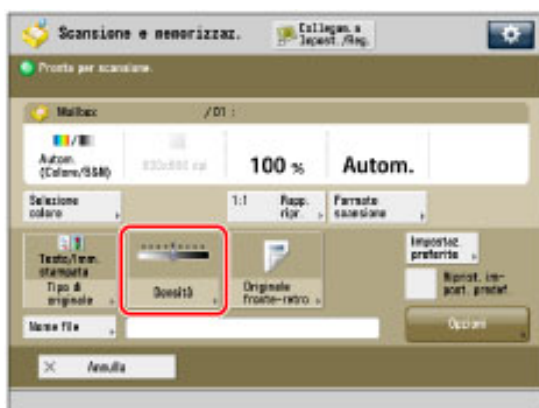 Scansione e memorizzaz.
Collegam. a
Impost./Reg.
Pronta per scansione.
Mailbox /01 :
Autom.
(Colore/B&N)
100 %
Autom.
Selezione
colore
1:1 Rapp.
ripr.
Formato
scansione
Testo/Imm.
stampata
Tipo di
originale
Densità
Originale
fronte-retro
Impostaz.
preferite
Riprist. im-
post. predef.
Nome file
Opzioni
Annulla